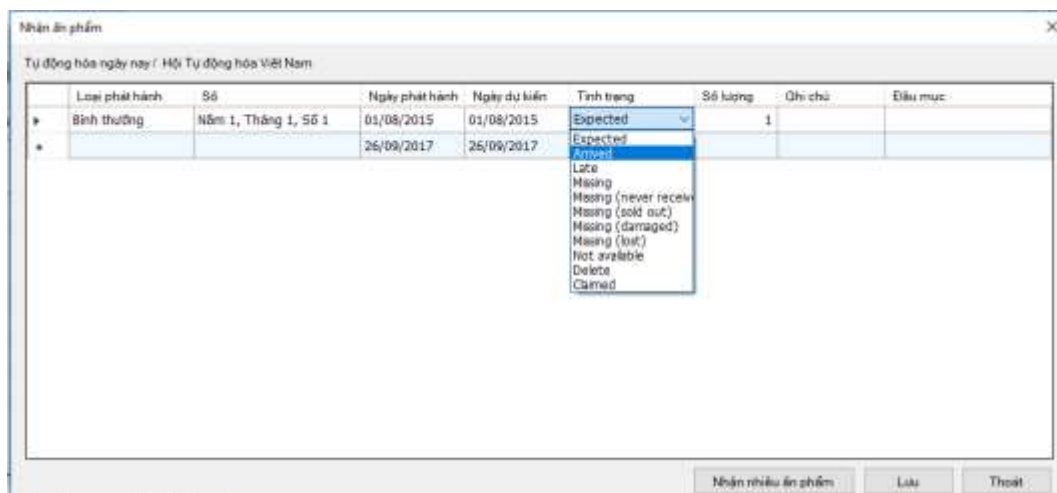 Nhận ấn phẩm
Tự động hóa ngày nay / Hội Tự động hóa Việt Nam
Loại phát hành Số Ngày phát hành Ngày dự kiến Tình trạng Số lượng Ghi chú Đầu mục
Bình thường Năm 1, Tháng 1, Số 1 01/08/2015 01/08/2015 Expected 1
26/09/2017 26/09/2017
Expected
Arrived
Late
Missing
Missing (never receive
Missing (sold out)
Missing (damaged)
Missing (lost)
Not available
Delete
Claimed
Nhận nhiều ấn phẩm Lưu Thoát